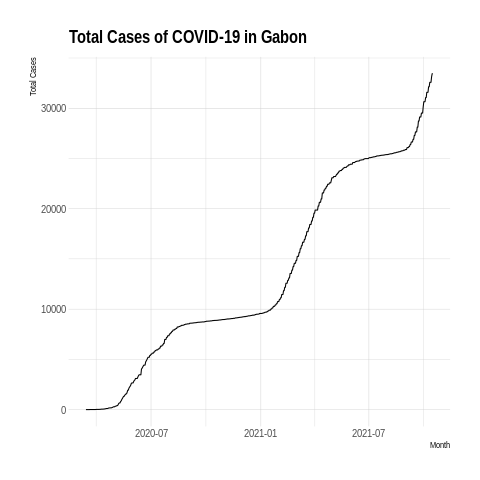 Total Cases of COVID-19 in Gabon
Total Cases
30000
20000
10000
0
2020-07
2021-01
2021-07
Month